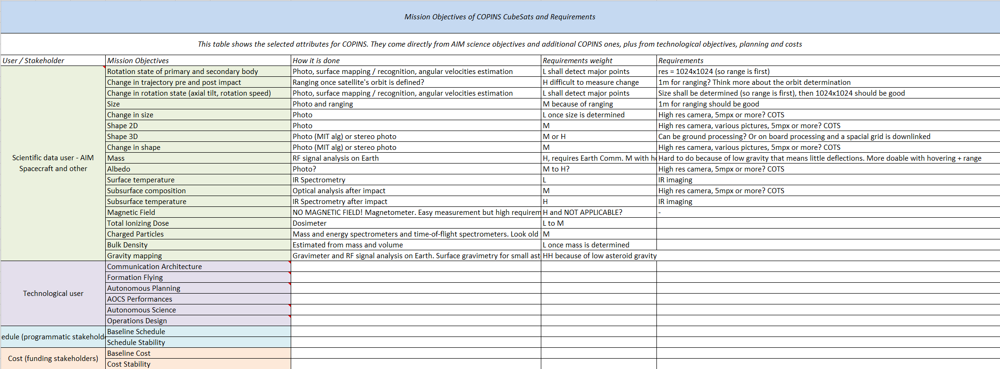 Mission Objectives of COPINS CubeSats and Requirements
This table shows the selected attributes for COPINS. They come directly from AIM science objectives and additional COPINS ones, plus from technological objectives, planning and costs
User / Stakeholder Mission Objectives How it is done Requirements weight Requirements
Rotation state of primary and secondary body Photo, surface mapping / recognition, angular velocities estimation L shall detect major points res = 1024x1024 (so range is first)
Change in trajectory pre and post impact Ranging once satellite's orbit is defined? H difficult to measure change 1m for ranging? Think more about the orbit determination
Change in rotation state (axial tilt, rotation speed) Photo, surface mapping / recognition, angular velocities estimation L shall detect major points Size shall be determined (so range is first), then 1024x1024 should be good
Size Photo and ranging M because of ranging 1m for ranging should be good
Change in size Photo L once size is determined High res camera, 5mpx or more? COTS
Shape 2D Photo M High res camera, various pictures, 5mpx or more? COTS
Shape 3D Photo (MIT alg) or stereo photo M or H Can be ground processing? Or on board processing and a spacial grid is downlinked
Change in shape Photo (MIT alg) or stereo photo M High res camera, various pictures, 5mpx or more? COTS
Scientific data user - AIM
Spacecraft and other
Mass RF signal analysis on Earth H, requires Earth Comm. M with ho Hard to do because of low gravity that means little deflections. More doable with hovering + range
Albedo Photo? M to H? High res camera, 5mpx or more? COTS
Surface temperature IR Spectrometry L IR imaging
Subsurface composition Optical analysis after impact M High res camera, 5mpx or more? COTS
Subsurface temperature IR Spectrometry after impact H IR imaging
Magnetic Field NO MAGNETIC FIELD! Magnetometer. Easy measurement but high requirem H and NOT APPLICABLE? -
Total Ionizing Dose Dosimeter L to M
Charged Particles Mass and energy spectrometers and time-of-flight spectrometers. Look old M
Bulk Density Estimated from mass and volume L once mass is determined
Gravity mapping Gravimeter and RF signal analysis on Earth. Surface gravimetry for small ast HH because of low asteroid gravity
Technological user
Communication Architecture
Formation Flying
Autonomous Planning
AOCS Performances
Autonomous Science
Operations Design
edule (programmatic stakehold
Baseline Schedule
Schedule Stability
Cost (funding stakeholders)
Baseline Cost
Cost Stability